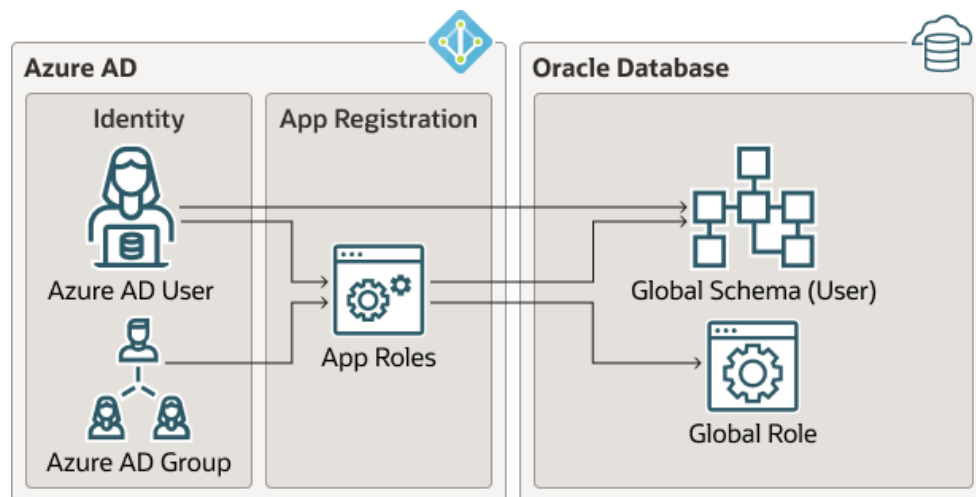 Azure AD
Identity
Azure AD User
Azure AD Group
App Registration
App Roles
Oracle Database
Global Schema (User)
Global Role